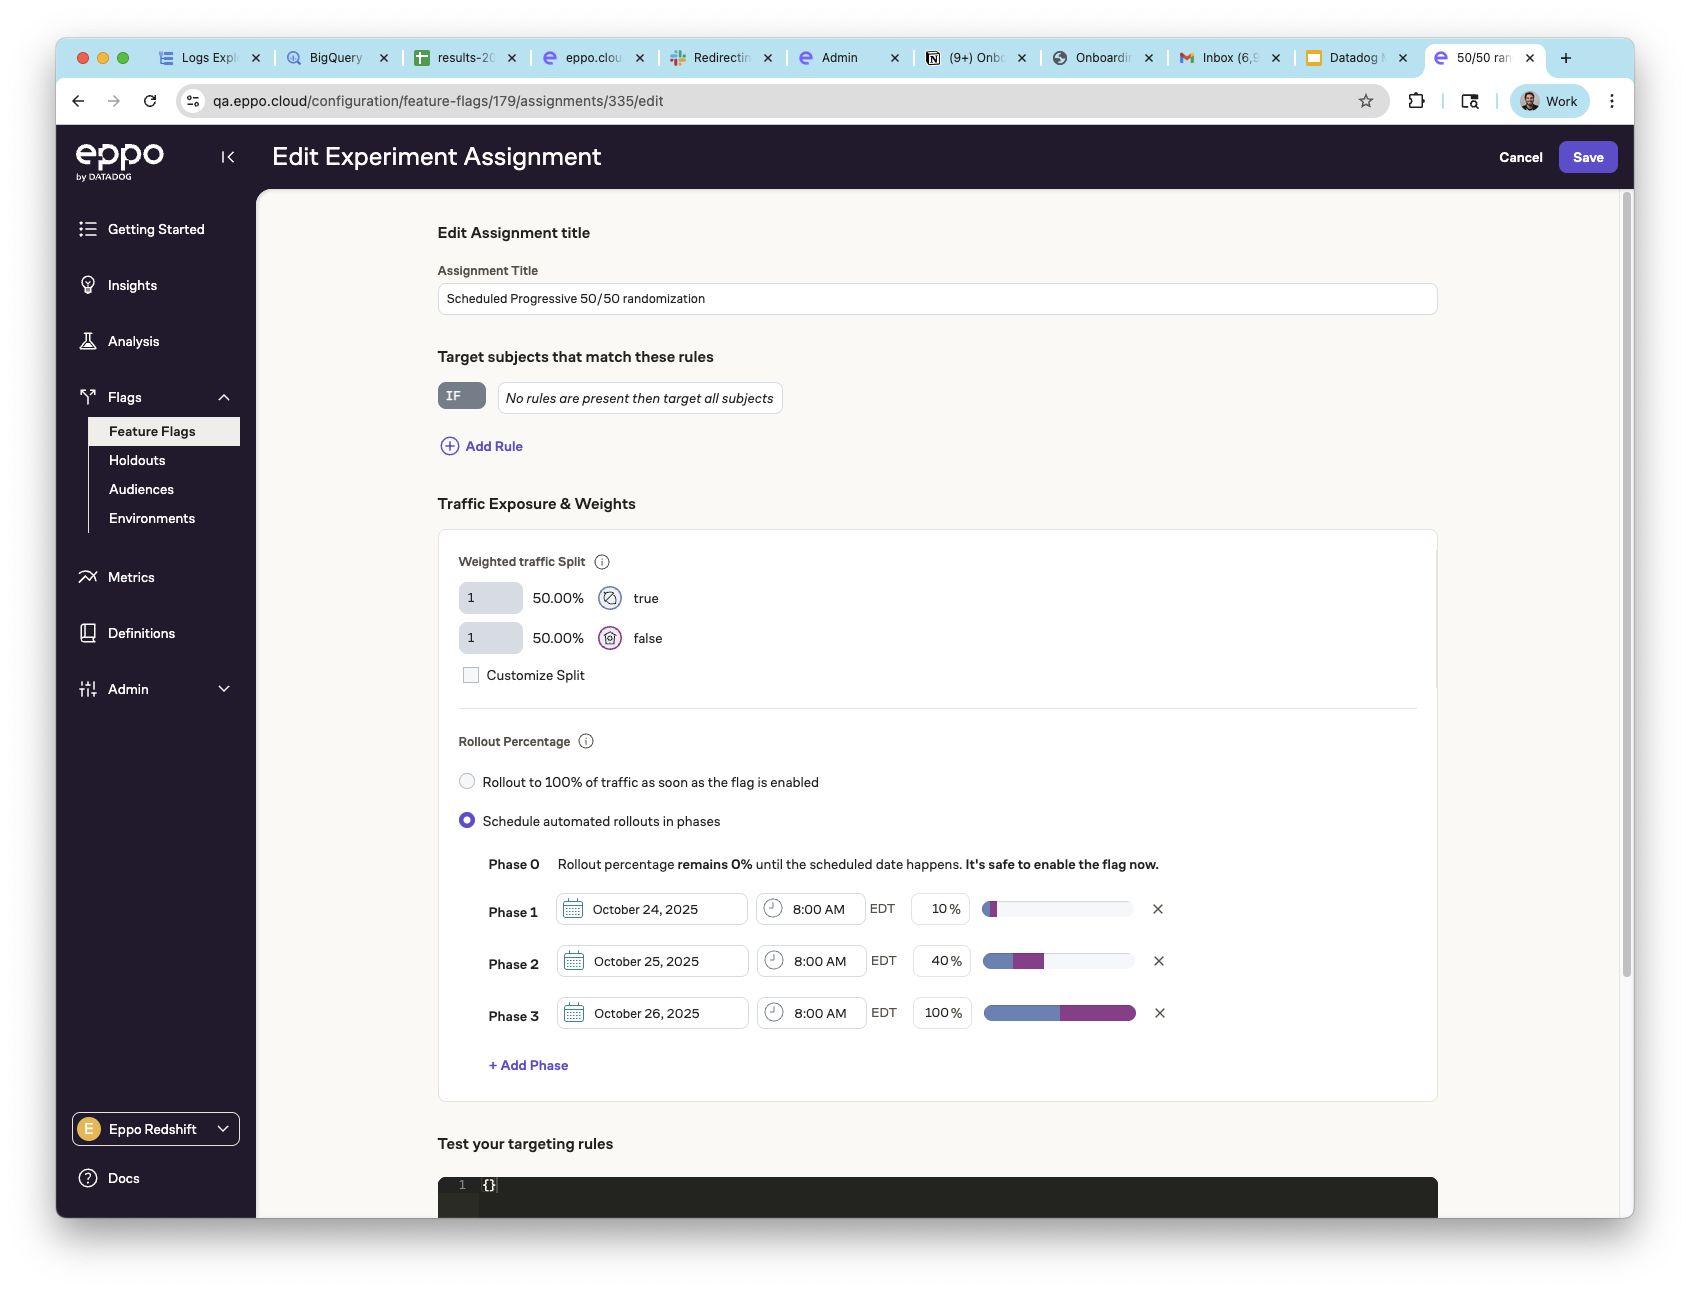 Logs Expl
BigQuery
results-20
eppo.clou
Redirectin
Admin
(9+) Onbo
Onboardin
Inbox (6,9
Datadog
50/50 ran
qa.eppo.cloud/configuration/feature-flags/179/assignments/335/edit
Work
eppo
by DATADOG
Edit Experiment Assignment
Cancel
Save
Getting Started
Insights
Analysis
Flags
Feature Flags
Holdouts
Audiences
Environments
Metrics
Definitions
Admin
E Eppo Redshift
Docs
Edit Assignment title
Assignment Title
Scheduled Progressive 50/50 randomization
Target subjects that match these rules
IF No rules are present then target all subjects
Add Rule
Traffic Exposure & Weights
Weighted traffic Split
1 50.00% true
1 50.00% false
Customize Split
Rollout Percentage
Rollout to 100% of traffic as soon as the flag is enabled
Schedule automated rollouts in phases
Phase 0 Rollout percentage remains 0% until the scheduled date happens. It's safe to enable the flag now.
Phase 1 October 24, 2025 8:00 AM EDT 10 %
Phase 2 October 25, 2025 8:00 AM EDT 40 %
Phase 3 October 26, 2025 8:00 AM EDT 100 %
+ Add Phase
Test your targeting rules
1 {}